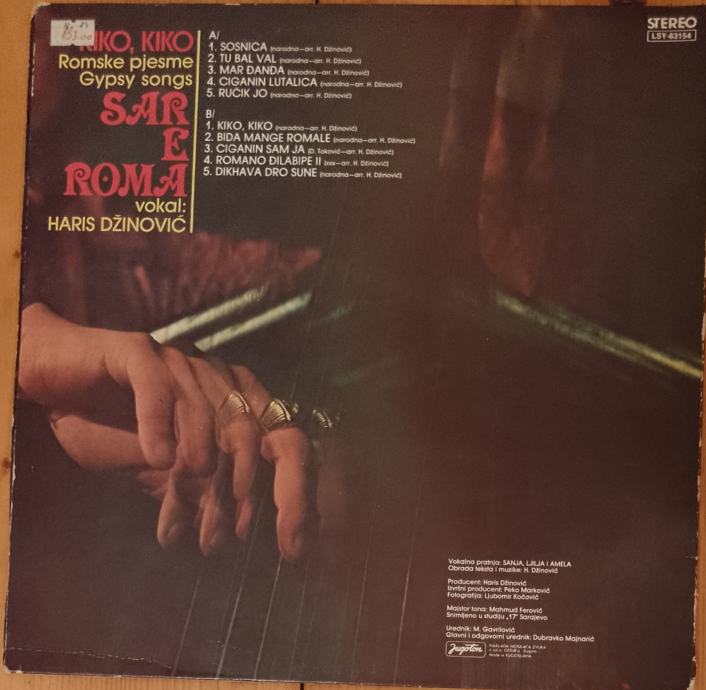 KIKO, KIKO
Romske pjesme
Gypsy songs
SAR
E
ROMA
vokal:
HARIS DŽINOVIĆ
A/
1. SOSNICA (narodna—arr. H. Džinović)
2. TU BAL VAL (narodna—arr. H. Džinović)
3. MAR ĐANĐA (narodna—arr. H. Džinović)
4. CIGANIN LUTALICA (narodna—arr. H. Džinović)
5. RUČIK JO (narodna—arr. H. Džinović)
B/
1. KIKO, KIKO (narodna—arr. H. Džinović)
2. BIDA MANGE ROMALE (narodna—arr. H. Džinović)
3. CIGANIN SAM JA (D. Toković—arr. H. Džinović)
4. ROMANO ĐILABIPE II (xxx—arr. H. Džinović)
5. DIKHAVA DRO SUNE (narodna—arr. H. Džinović)
STEREO
LSY-63154
Vokalna pratnja: SANJA, LJILJA i AMELA
Obrada teksta i muzike: H. Džinović
Producent: Haris Džinović
Izvršni producent: Peko Marković
Fotografija: Ljubomir Kočović
Majstor tona: Mahmud Ferović
Snimljeno u studiju „17" Sarajevo
Urednik: M. Gavrilović
Glavni i odgovorni urednik: Dubravko Majnarić
Jugoton
NAKLADA NOSILACA ZVUKA
Made in YUGOSLAVIA